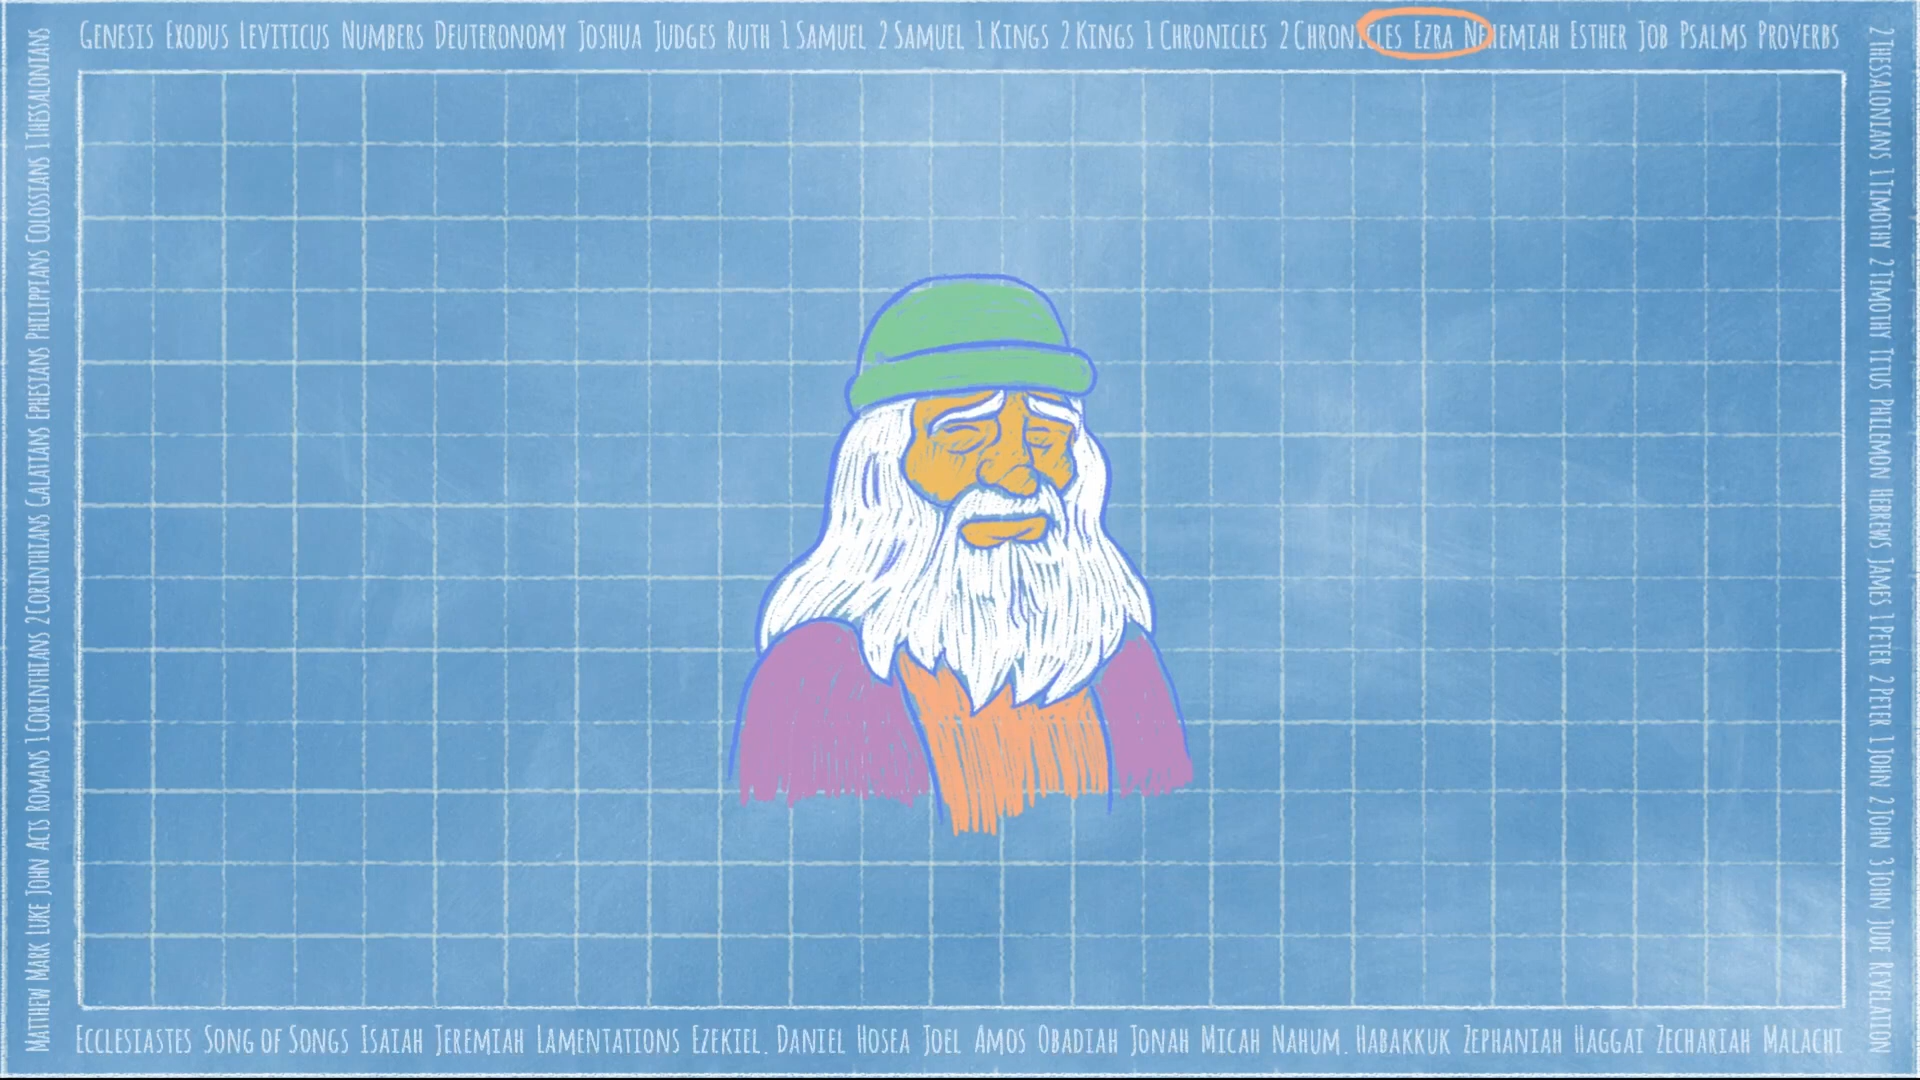 GENESIS EXODUS LEVITICUS NUMBERS DEUTERONOMY JOSHUA JUDGES RUTH 1 SAMUEL 2 SAMUEL 1 KINGS 2 KINGS 1 CHRONICLES 2 CHRONICLES EZRA NEHEMIAH ESTHER JOB PSALMS PROVERBS
ECCLESIASTES SONG OF SONGS ISAIAH JEREMIAH LAMENTATIONS EZEKIEL. DANIEL HOSEA JOEL AMOS OBADIAH JONAH MICAH NAHUM. HABAKKUK ZEPHANIAH HAGGAI ZECHARIAH MALACHI
MATTHEW MARK LUKE JOHN ACTS ROMANS 1 CORINTHIANS 2 CORINTHIANS GALATIANS EPHESIANS PHILIPPIANS COLOSSIANS 1 THESSALONIANS
2 THESSALONIANS 1 TIMOTHY 2 TIMOTHY TITUS PHILEMON HEBREWS JAMES 1 PETER 2 PETER 1 JOHN 2 JOHN 3 JOHN JUDE REVELATION